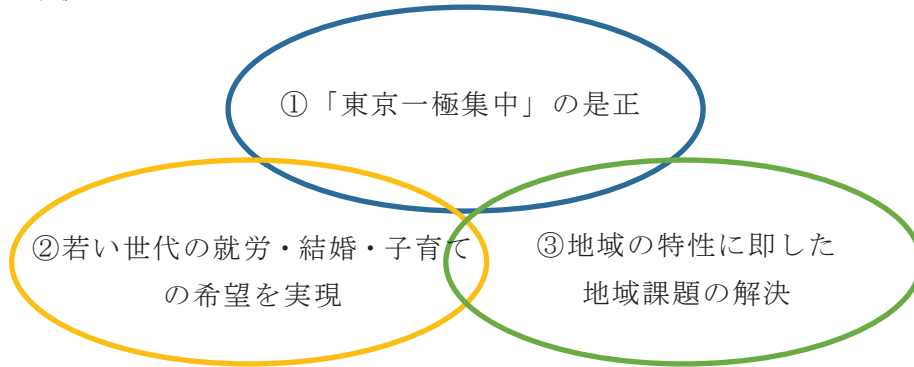 ①「東京一極集中」の是正
②若い世代の就労・結婚・子育て
の希望を実現
③地域の特性に即した
地域課題の解決